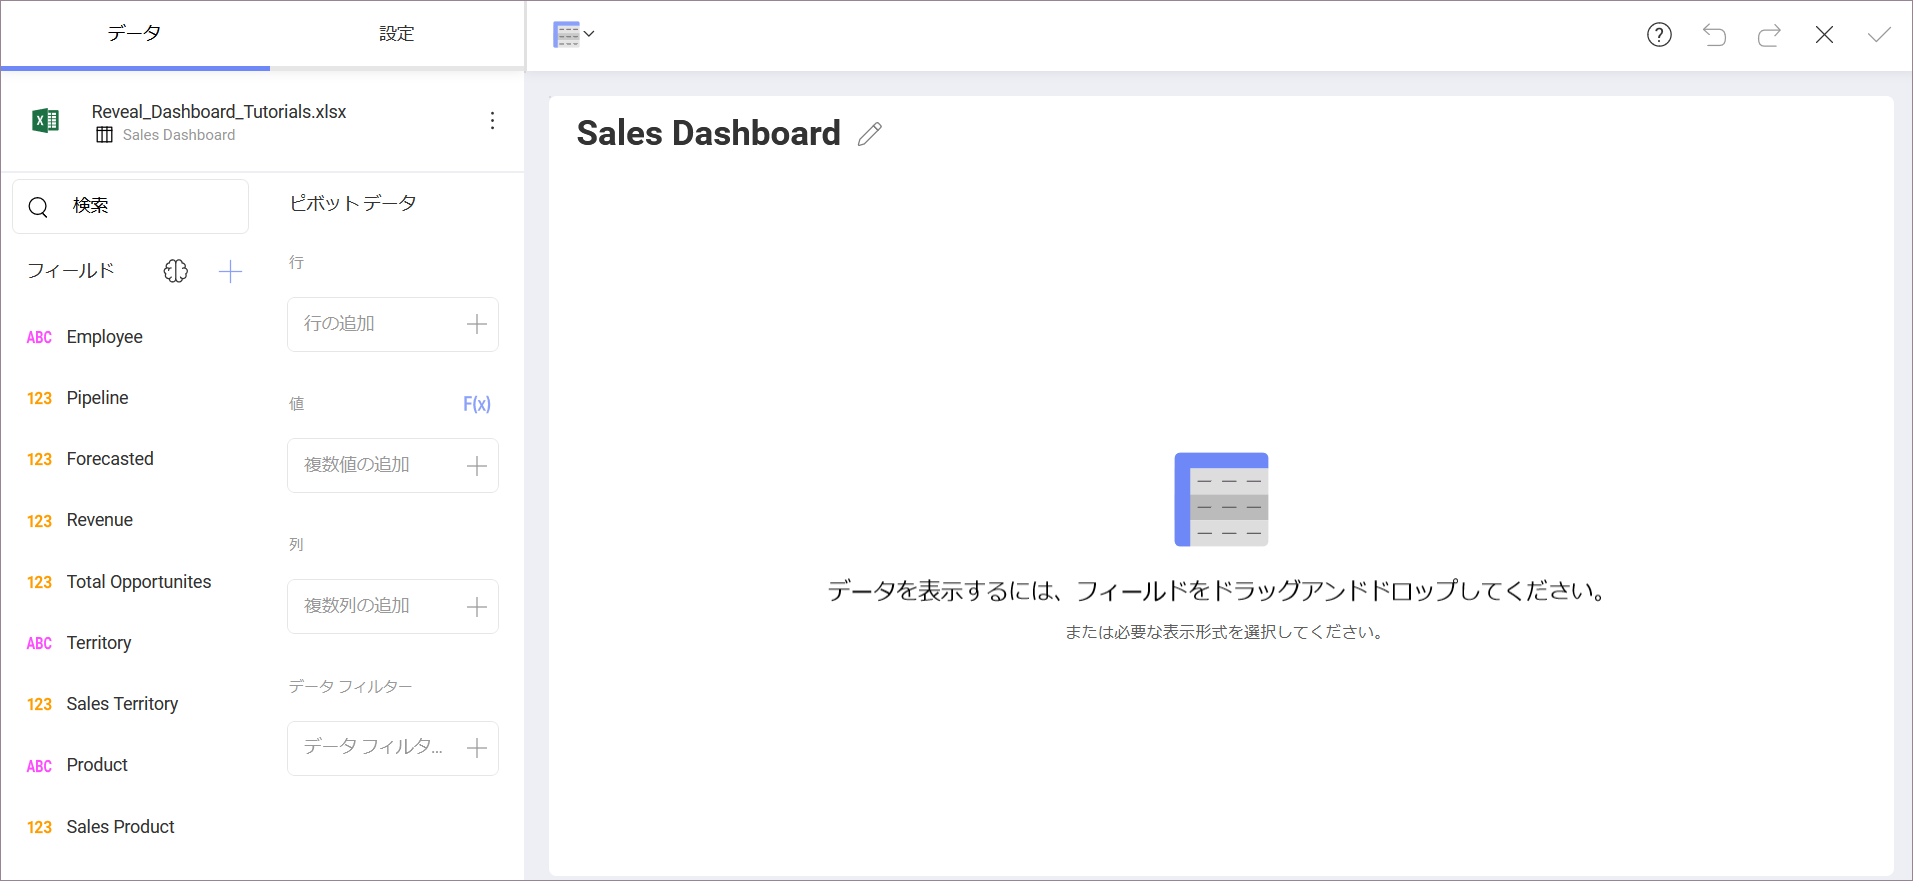 データ
設定
Reveal_Dashboard_Tutorials.xlsx
Sales Dashboard
検索
フィールド
ABC Employee
123 Pipeline
123 Forecasted
123 Revenue
123 Total Opportunites
ABC Territory
123 Sales Territory
ABC Product
123 Sales Product
ピボット データ
行
行の追加
値 F(x)
複数値の追加
列
複数列の追加
データ フィルター
データ フィルタ...
Sales Dashboard
データを表示するには、フィールドをドラッグアンドドロップしてください。
または必要な表示形式を選択してください。